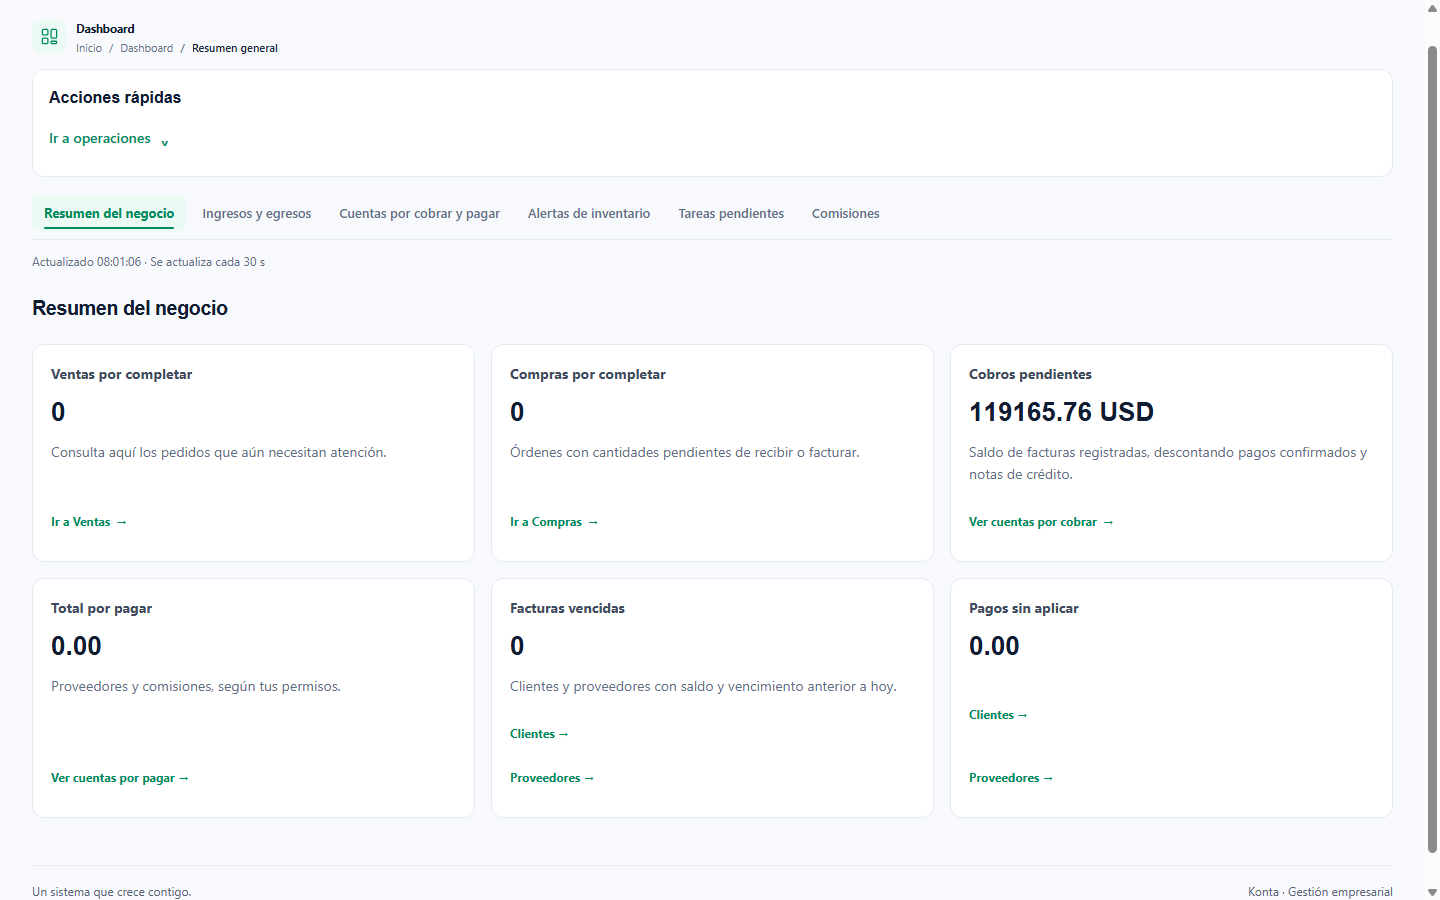 Dashboard
Inicio / Dashboard / Resumen general
Acciones rápidas
Ir a operaciones v
Resumen del negocio Ingresos y egresos Cuentas por cobrar y pagar Alertas de inventario Tareas pendientes Comisiones
Actualizado 08:01:06 · Se actualiza cada 30 s
Resumen del negocio
Ventas por completar
0
Consulta aquí los pedidos que aún necesitan atención.
Ir a Ventas →
Compras por completar
0
Órdenes con cantidades pendientes de recibir o facturar.
Ir a Compras →
Cobros pendientes
119165.76 USD
Saldo de facturas registradas, descontando pagos confirmados y
notas de crédito.
Ver cuentas por cobrar →
Total por pagar
0.00
Proveedores y comisiones, según tus permisos.
Ver cuentas por pagar →
Facturas vencidas
0
Clientes y proveedores con saldo y vencimiento anterior a hoy.
Clientes →
Proveedores →
Pagos sin aplicar
0.00
Clientes →
Proveedores →
Un sistema que crece contigo.
Konta · Gestión empresarial